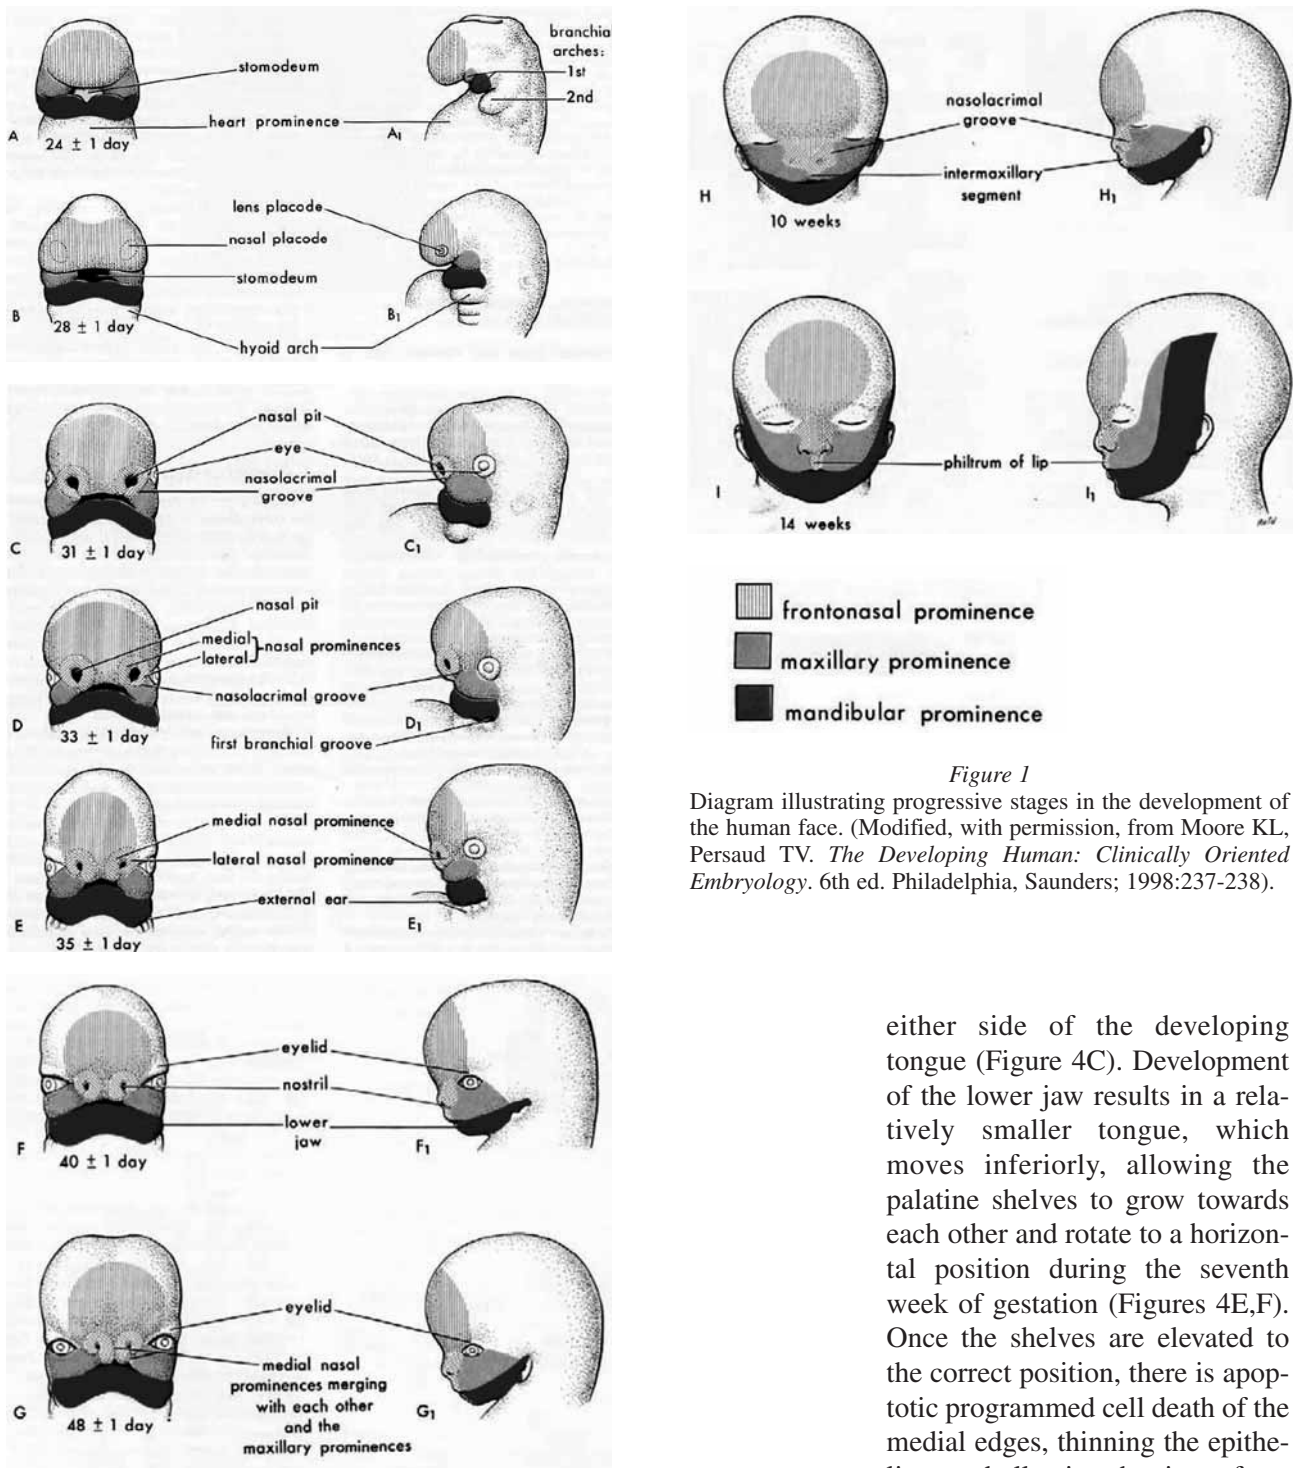 stomodeum
branchia
arches:
1st
2nd
heart prominence
A
A1
24 ± 1 day
lens placode
nasal placode
stomodeum
B
B1
28 ± 1 day
hyoid arch
nasal pit
eye
nasolacrimal
groove
C
C1
31 ± 1 day
nasal pit
medial
lateral
nasal prominences
nasolacrimal groove
D
D1
33 ± 1 day
first branchial groove
medial nasal prominence
lateral nasal prominence
external ear
E
E1
35 ± 1 day
eyelid
nostril
lower
jaw
F
F1
40 ± 1 day
eyelid
medial nasal
prominences merging
with each other
and the
maxillary prominences
G
G1
48 ± 1 day
nasolacrimal
groove
intermaxillary
segment
H
H1
10 weeks
philtrum of lip
I
I1
14 weeks
frontonasal prominence
maxillary prominence
mandibular prominence
Figure 1
Diagram illustrating progressive stages in the development of
the human face. (Modified, with permission, from Moore KL,
Persaud TV. The Developing Human: Clinically Oriented
Embryology. 6th ed. Philadelphia, Saunders; 1998:237-238).
either side of the developing
tongue (Figure 4C). Development
of the lower jaw results in a rela-
tively smaller tongue, which
moves inferiorly, allowing the
palatine shelves to grow towards
each other and rotate to a horizon-
tal position during the seventh
week of gestation (Figures 4E,F).
Once the shelves are elevated to
the correct position, there is apop-
totic programmed cell death of the
medial edges, thinning the epithe-